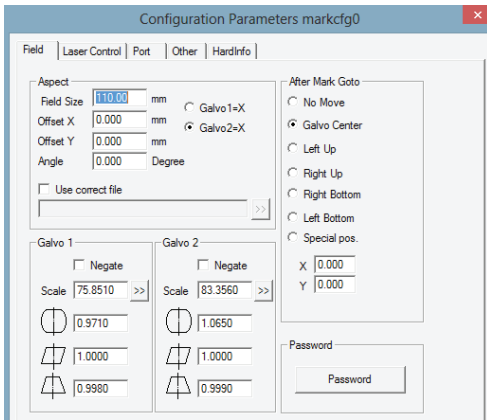 Configuration Parameters markcfg0
×
Field Laser Control Port Other HardInfo
Aspect
Field Size 110.00 mm
Offset X 0.000 mm
Offset Y 0.000 mm
Angle 0.000 Degree
Galvo1=X
Galvo2=X
Use correct file
>>
Galvo 1
Negate
Scale 75.8510 >>
0.9710
1.0000
0.9980
Galvo 2
Negate
Scale 83.3560 >>
1.0650
1.0000
0.9990
After Mark Goto
No Move
Galvo Center
Left Up
Right Up
Right Bottom
Left Bottom
Special pos.
X 0.000
Y 0.000
Password
Password